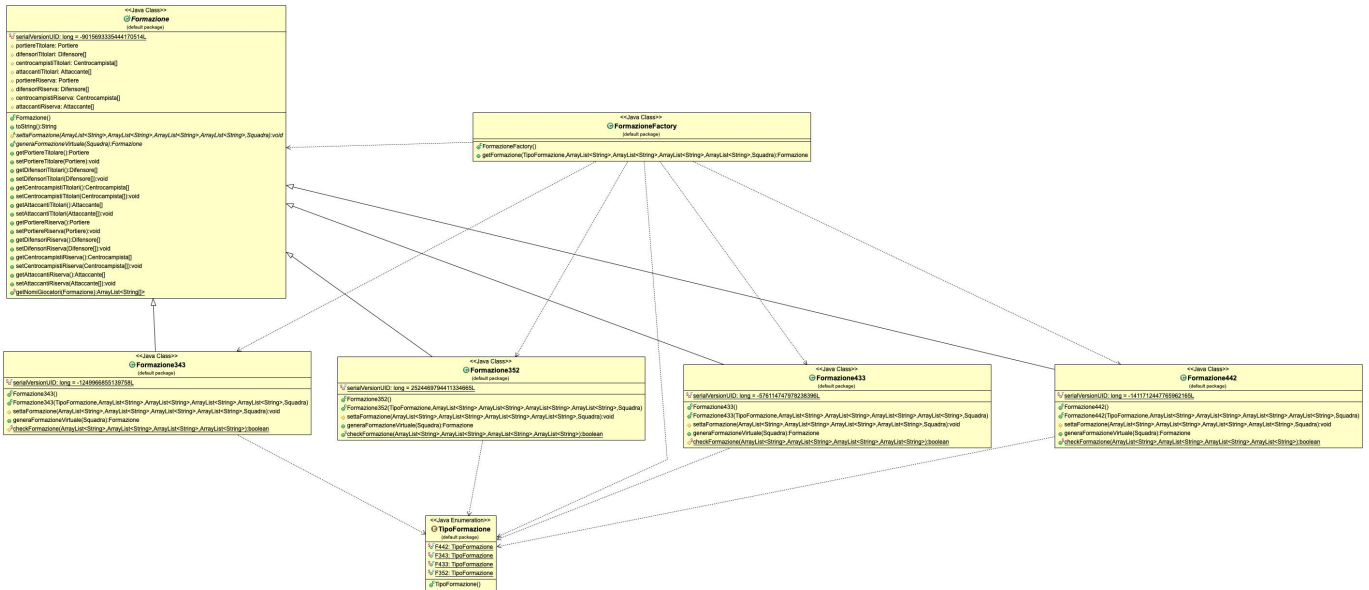 <<Java Class>>
Formazione
(default package)
serialVersionUID: long = -9015693335444170514L
portiereTitolare: Portiere
difensoriTitolari: Difensore[]
centrocampistiTitolari: Centrocampista[]
attaccantiTitolari: Attaccante[]
portiereRiserva: Portiere
difensoriRiserva: Difensore[]
centrocampistiRiserva: Centrocampista[]
attaccantiRiserva: Attaccante[]
Formazione()
toString():String
settaFormazione(ArrayList<String>,ArrayList<String>,ArrayList<String>,ArrayList<String>,Squadra):void
generaFormazioneVirtuale(Squadra):Formazione
getPortiereTitolare():Portiere
setPortiereTitolare(Portiere):void
getDifensoriTitolari():Difensore[]
setDifensoriTitolari(Difensore[]):void
getCentrocampistiTitolari():Centrocampista[]
setCentrocampistiTitolari(Centrocampista[]):void
getAttaccantiTitolari():Attaccante[]
setAttaccantiTitolari(Attaccante[]):void
getPortiereRiserva():Portiere
setPortiereRiserva(Portiere):void
getDifensoriRiserva():Difensore[]
setDifensoriRiserva(Difensore[]):void
getCentrocampistiRiserva():Centrocampista[]
setCentrocampistiRiserva(Centrocampista[]):void
getAttaccantiRiserva():Attaccante[]
setAttaccantiRiserva(Attaccante[]):void
getNomiGiocatori(Formazione):ArrayList<String[]>
<<Java Class>>
FormazioneFactory
(default package)
FormazioneFactory()
getFormazione(TipoFormazione,ArrayList<String>,ArrayList<String>,ArrayList<String>,ArrayList<String>,Squadra):Formazione
<<Java Class>>
Formazione343
(default package)
serialVersionUID: long = -1249966855139758L
Formazione343()
Formazione343(TipoFormazione,ArrayList<String>,ArrayList<String>,ArrayList<String>,ArrayList<String>,Squadra)
settaFormazione(ArrayList<String>,ArrayList<String>,ArrayList<String>,ArrayList<String>,Squadra):void
generaFormazioneVirtuale(Squadra):Formazione
checkFormazione(ArrayList<String>,ArrayList<String>,ArrayList<String>,ArrayList<String>):boolean
<<Java Class>>
Formazione352
(default package)
serialVersionUID: long = 2524469794411334665L
Formazione352()
Formazione352(TipoFormazione,ArrayList<String>,ArrayList<String>,ArrayList<String>,ArrayList<String>,Squadra)
settaFormazione(ArrayList<String>,ArrayList<String>,ArrayList<String>,ArrayList<String>,Squadra):void
generaFormazioneVirtuale(Squadra):Formazione
checkFormazione(ArrayList<String>,ArrayList<String>,ArrayList<String>,ArrayList<String>):boolean
<<Java Class>>
Formazione433
(default package)
serialVersionUID: long = -5761147479782383­96L
Formazione433()
Formazione433(TipoFormazione,ArrayList<String>,ArrayList<String>,ArrayList<String>,ArrayList<String>,Squadra)
settaFormazione(ArrayList<String>,ArrayList<String>,ArrayList<String>,ArrayList<String>,Squadra):void
generaFormazioneVirtuale(Squadra):Formazione
checkFormazione(ArrayList<String>,ArrayList<String>,ArrayList<String>,ArrayList<String>):boolean
<<Java Class>>
Formazione442
(default package)
serialVersionUID: long = -1411712447765962165L
Formazione442()
Formazione442(TipoFormazione,ArrayList<String>,ArrayList<String>,ArrayList<String>,ArrayList<String>,Squadra)
settaFormazione(ArrayList<String>,ArrayList<String>,ArrayList<String>,ArrayList<String>,Squadra):void
generaFormazioneVirtuale(Squadra):Formazione
checkFormazione(ArrayList<String>,ArrayList<String>,ArrayList<String>,ArrayList<String>):boolean
<<Java Enumeration>>
TipoFormazione
(default package)
F442: TipoFormazione
F343: TipoFormazione
F433: TipoFormazione
F352: TipoFormazione
TipoFormazione()